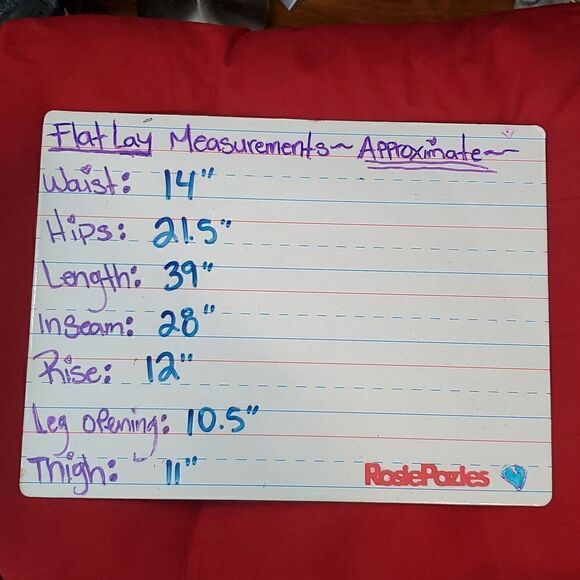 Flat Lay Measurements~ Approximate~
Waist: 14"
Hips: 21.5"
Length: 39"
Inseam: 28"
Rise: 12"
Leg opening: 10.5"
Thigh: 11"
RosiePozles